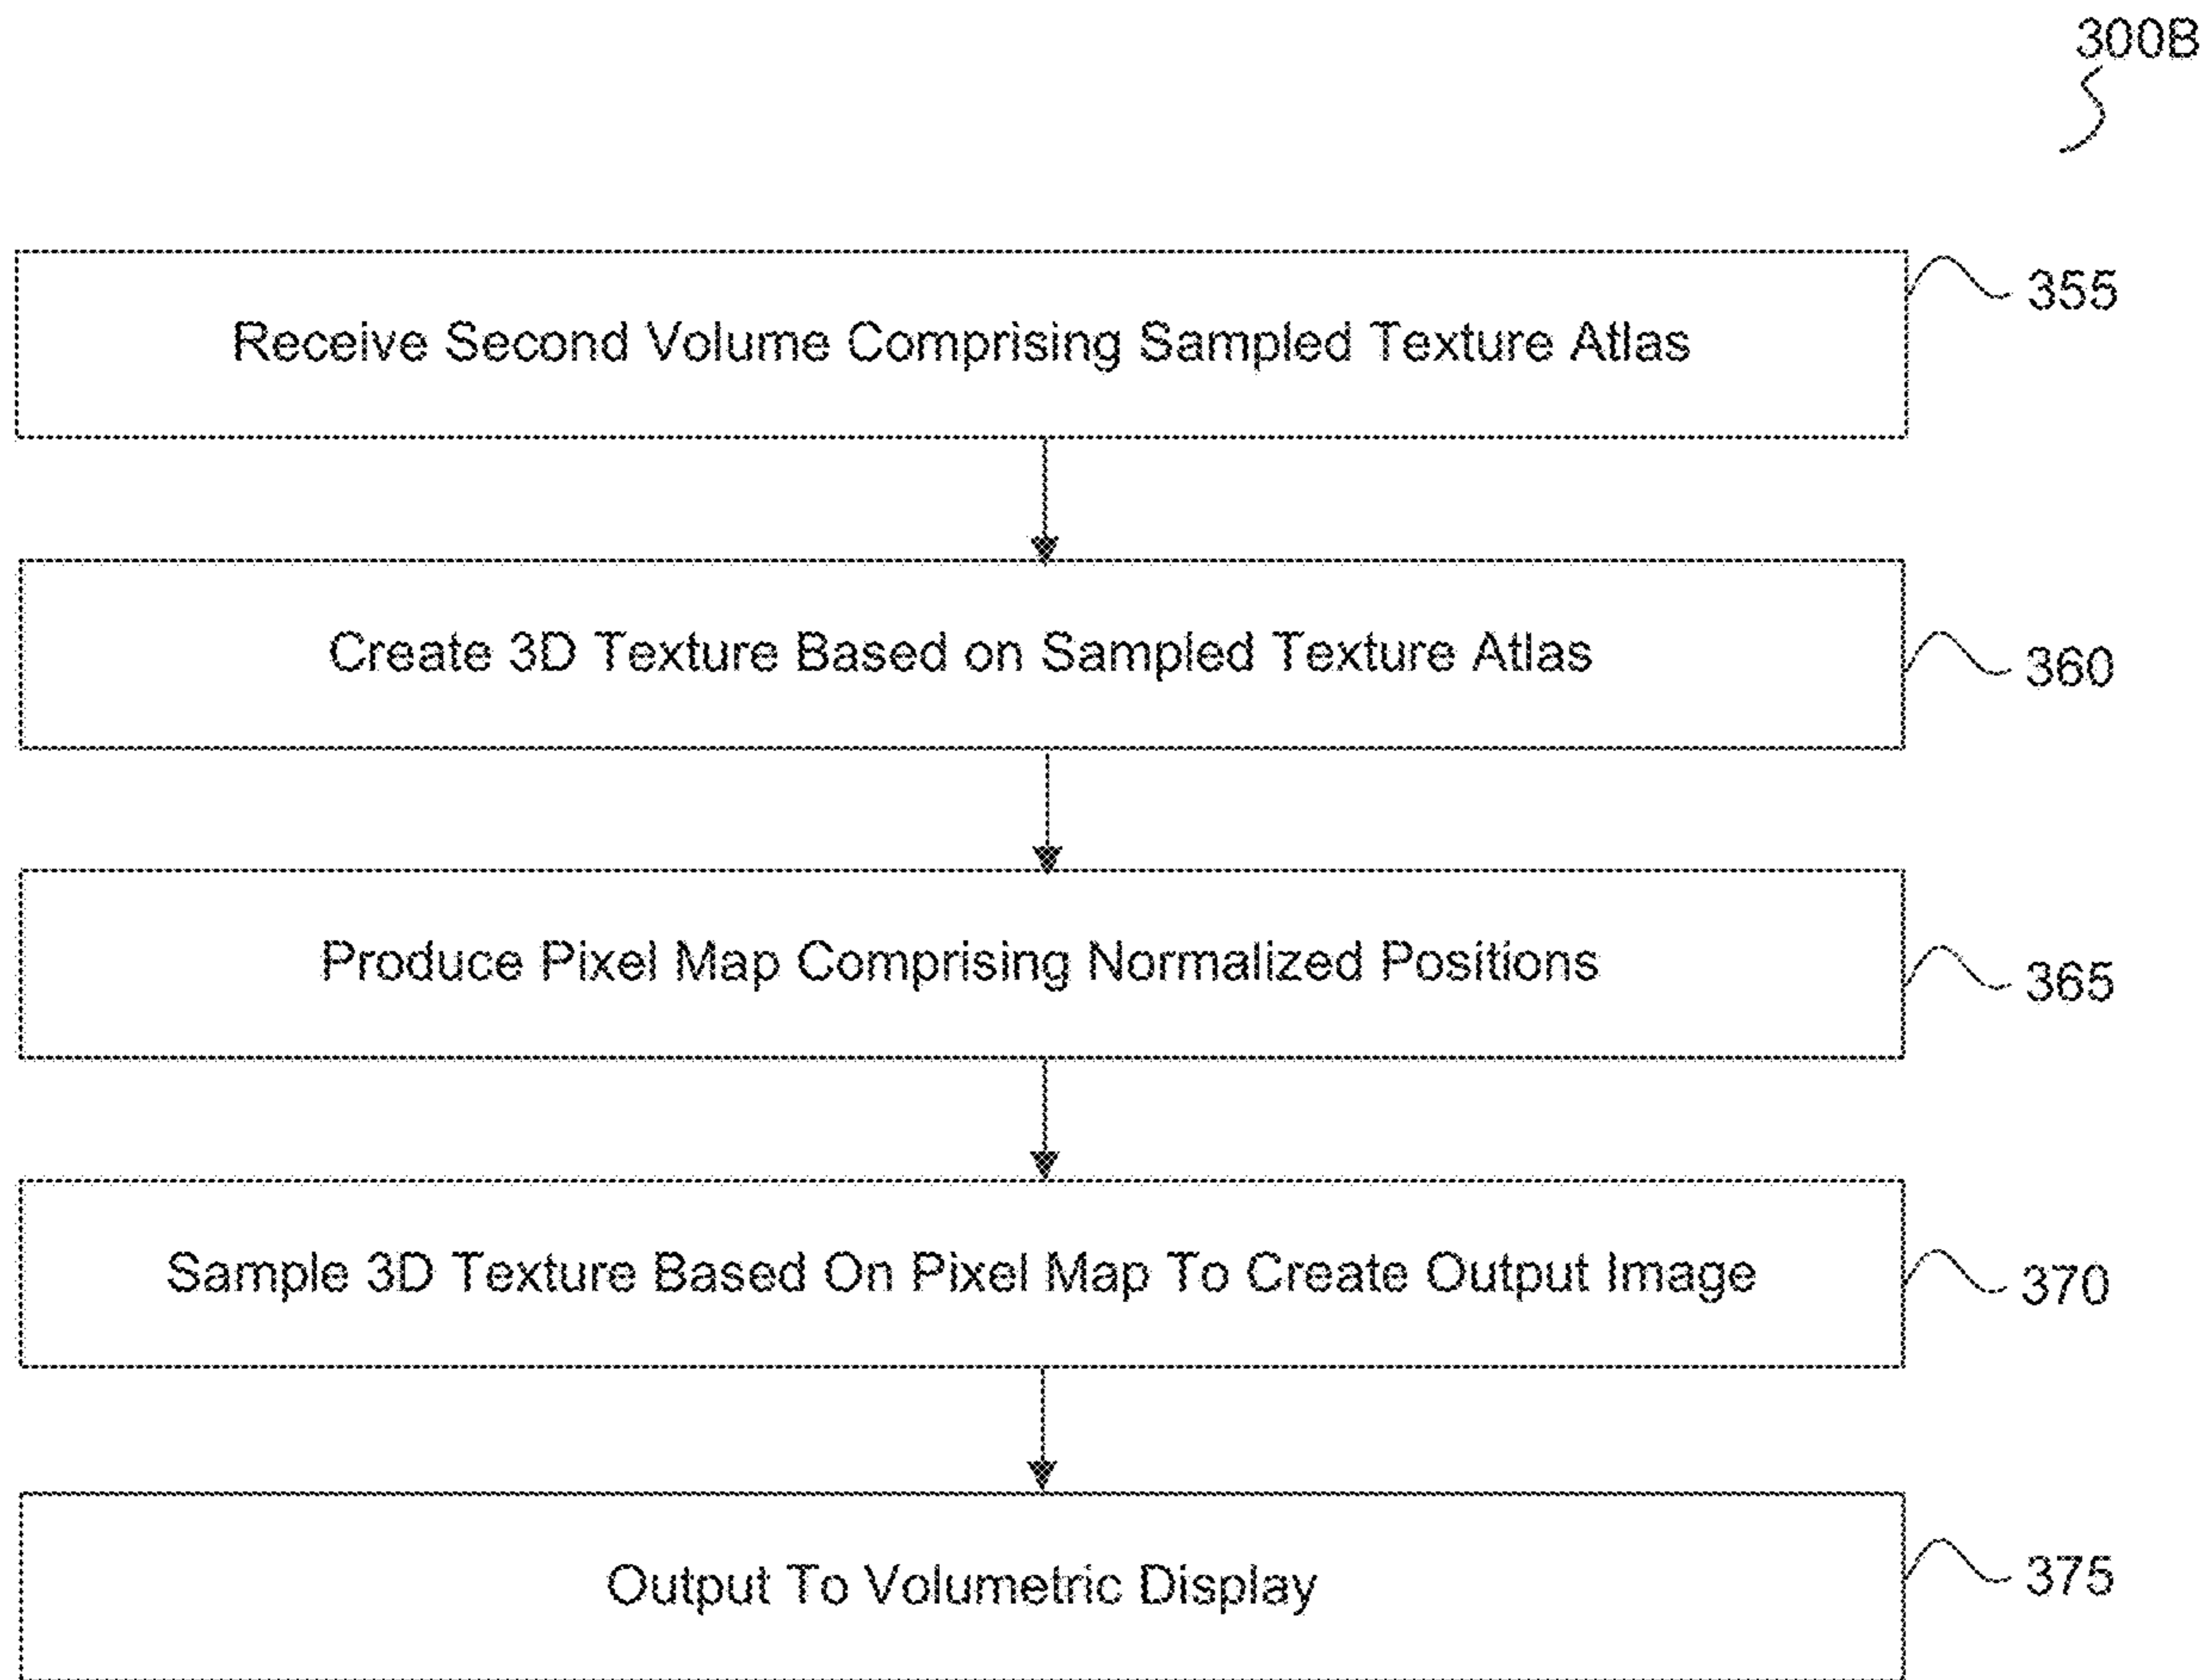 300B
Receive Second Volume Comprising Sampled Texture Atlas
355
Create 3D Texture Based on Sampled Texture Atlas
360
Produce Pixel Map Comprising Normalized Positions
365
Sample 3D Texture Based On Pixel Map To Create Output Image
370
Output To Volumetric Display
375